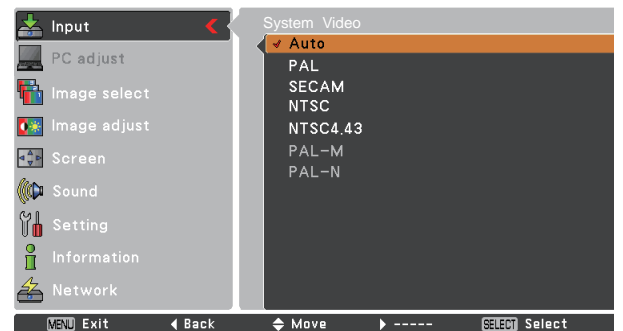 Input
PC adjust
Image select
Image adjust
Screen
Sound
Setting
Information
Network
System Video
Auto
PAL
SECAM
NTSC
NTSC4.43
PAL-M
PAL-N
MENU Exit Back Move ----- SELECT Select